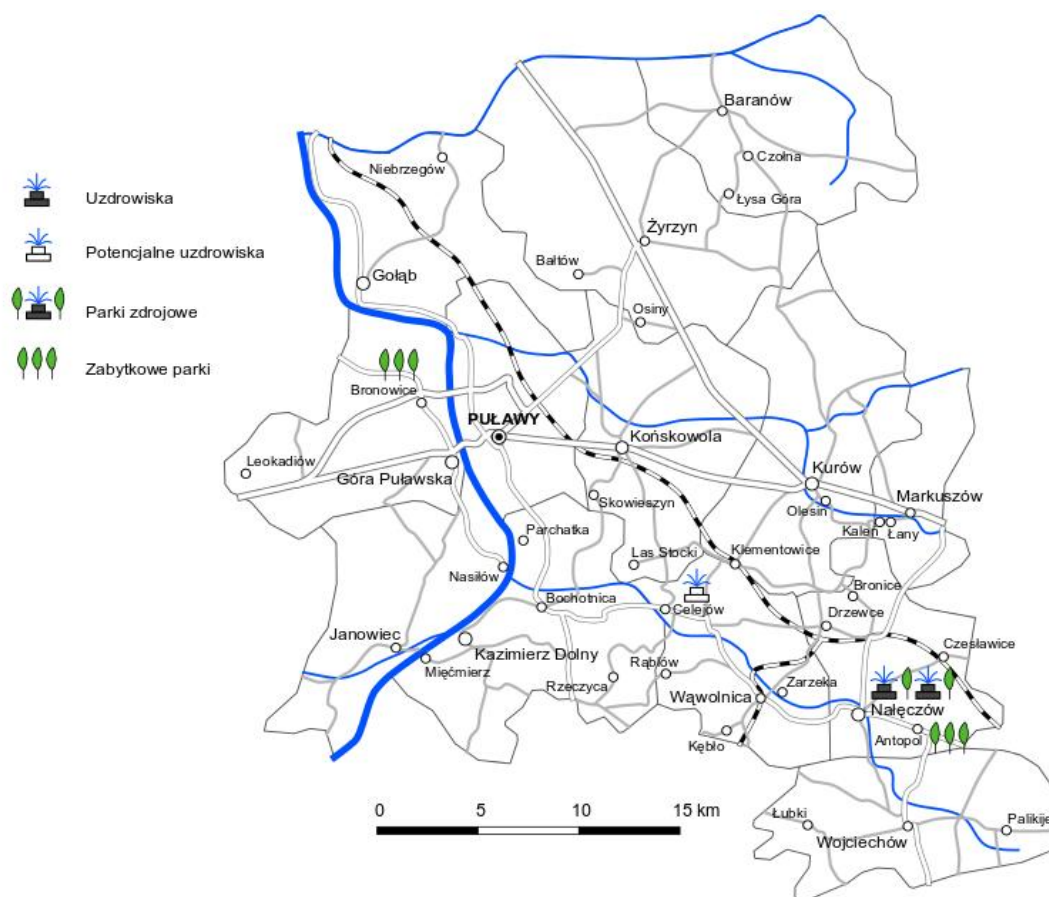 Baranów
Niebrzegów
Czołna
Uzdrowiska
Łysa Góra
Żyrzyn
Potencjalne uzdrowiska
Bałtów
Gołąb
Osiny
Parki zdrojowe
Zabytkowe parki
Bronowice
PUŁAWY
Końskowola
Leokadiów
Kurów
Góra Puławska
Markuszów
Skowieszyn
Olesin
Kaleń
Łany
Parchatka
Las Stocki
Klementowice
Nasiłów
Bronice
Bochotnica
Celejów
Drzewce
Janowiec
Czesławice
Kazimierz Dolny
Mięćmierz
Rąblów
Rzeczyca
Zarzeka
Wąwolnica
Nałęczów
Kębło
Antopol
0 5 10 15 km
Łubki
Palikije
Wojciechów